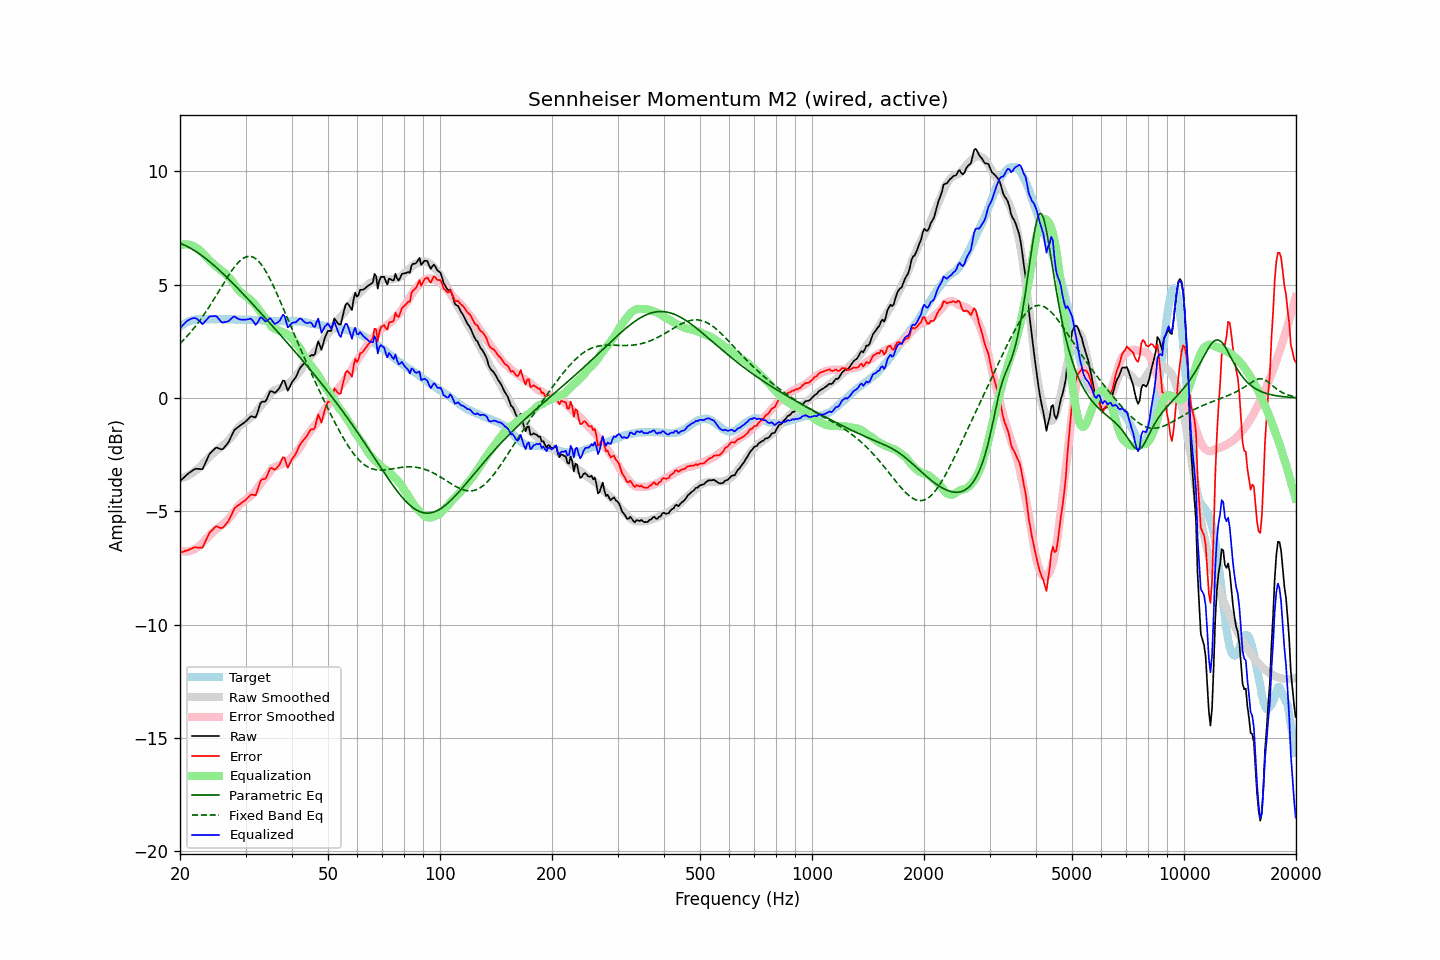 Sennheiser Momentum M2 (wired, active)
Amplitude (dBr)
10
5
0
−5
−10
−15
−20
Target
Raw Smoothed
Error Smoothed
Raw
Error
Equalization
Parametric Eq
Fixed Band Eq
Equalized
20 50 100 200 500 1000 2000 5000 10000 20000
Frequency (Hz)